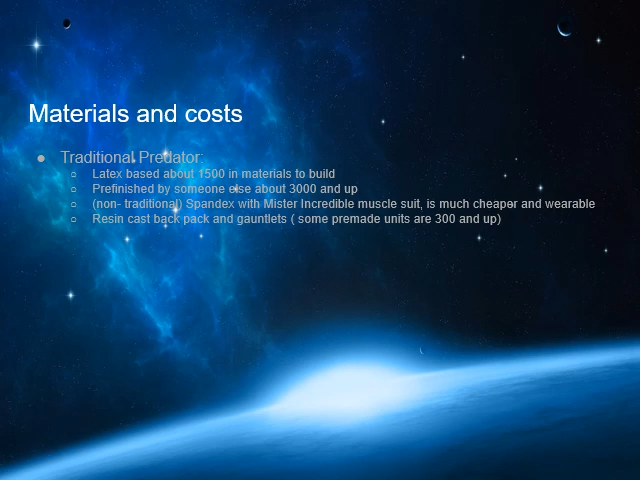 Materials and costs
● Traditional Predator:
○ Latex based about 1500 in materials to build
○ Prefinished by someone else about 3000 and up
○ (non- traditional) Spandex with Mister Incredible muscle suit, is much cheaper and wearable
○ Resin cast back pack and gauntlets ( some premade units are 300 and up)